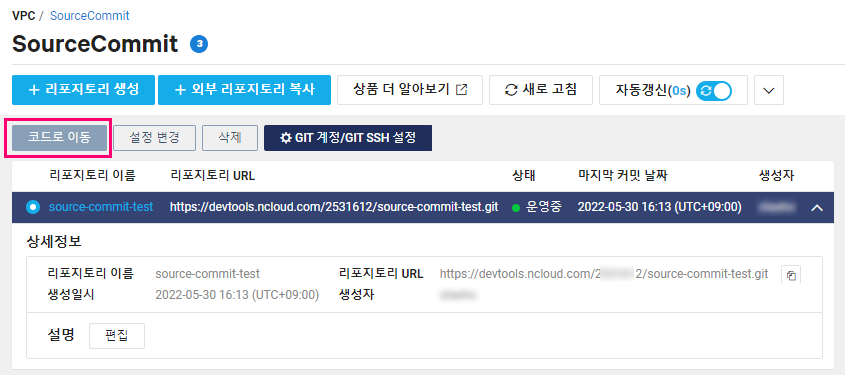 VPC / SourceCommit
SourceCommit 3
+ 리포지토리 생성 + 외부 리포지토리 복사 상품 더 알아보기 새로 고침 자동갱신(0s)
코드로 이동 설정 변경 삭제 GIT 계정/GIT SSH 설정
리포지토리 이름 리포지토리 URL 상태 마지막 커밋 날짜 생성자
source-commit-test https://devtools.ncloud.com/2531612/source-commit-test.git 운영중 2022-05-30 16:13 (UTC+09:00)
상세정보
리포지토리 이름 source-commit-test 리포지토리 URL https://devtools.ncloud.com/2 2/source-commit-test.git
생성일시 2022-05-30 16:13 (UTC+09:00) 생성자
설명 편집